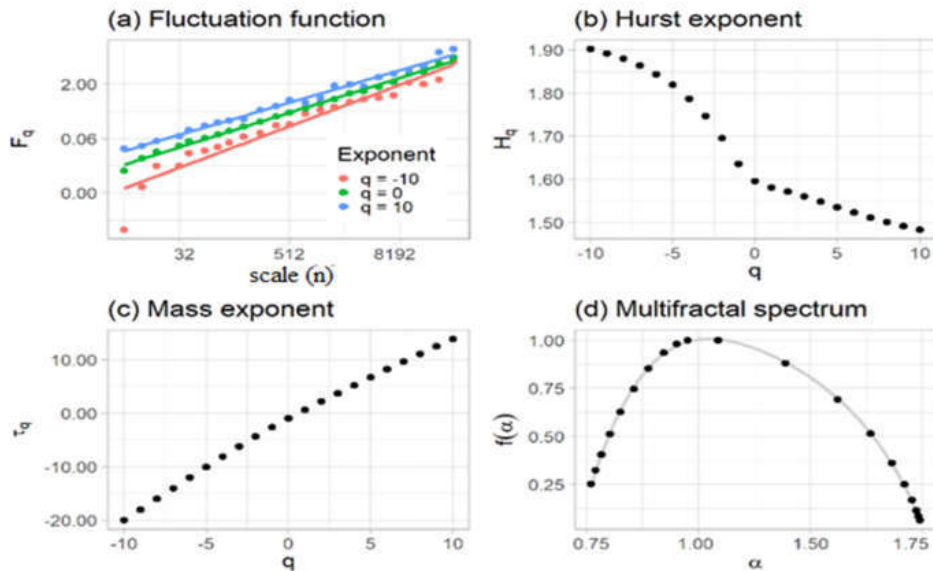 (a) Fluctuation function
Fq
2.00
0.06
0.00
Exponent
q = -10
q = 0
q = 10
32
512
8192
scale (n)
(b) Hurst exponent
Hq
1.90
1.80
1.70
1.60
1.50
-10
-5
0
5
10
q
(c) Mass exponent
τq
10.00
0.00
-10.00
-20.00
-10
-5
0
5
10
q
(d) Multifractal spectrum
f(α)
1.00
0.75
0.50
0.25
0.75
1.00
1.50
1.75
α